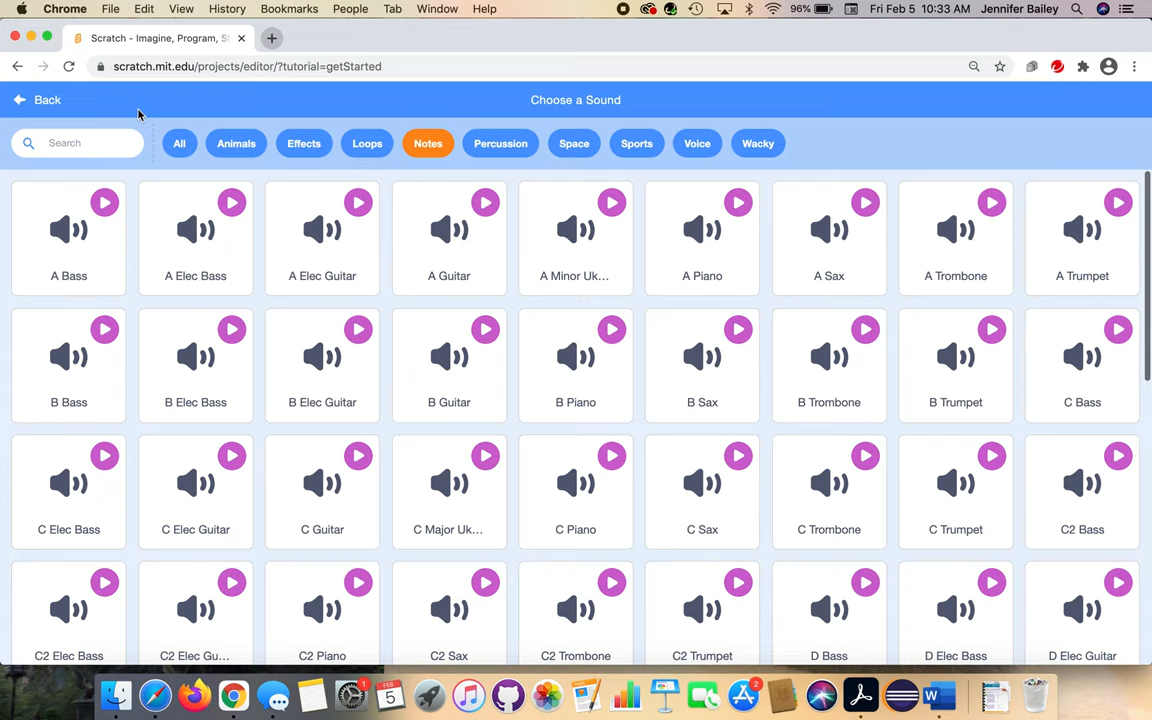 Chrome File Edit View History Bookmarks People Tab Window Help 96% Fri Feb 5 10:33 AM Jennifer Bailey
Scratch - Imagine, Program, S
scratch.mit.edu/projects/editor/?tutorial=getStarted
Back Choose a Sound
Search All Animals Effects Loops Notes Percussion Space Sports Voice Wacky
A Bass A Elec Bass A Elec Guitar A Guitar A Minor Uk... A Piano A Sax A Trombone A Trumpet
B Bass B Elec Bass B Elec Guitar B Guitar B Piano B Sax B Trombone B Trumpet C Bass
C Elec Bass C Elec Guitar C Guitar C Major Uk... C Piano C Sax C Trombone C Trumpet C2 Bass
C2 Elec Bass C2 Elec Gu... C2 Piano C2 Sax C2 Trombone C2 Trumpet D Bass D Elec Bass D Elec Guitar
1 FEB 5 2 W